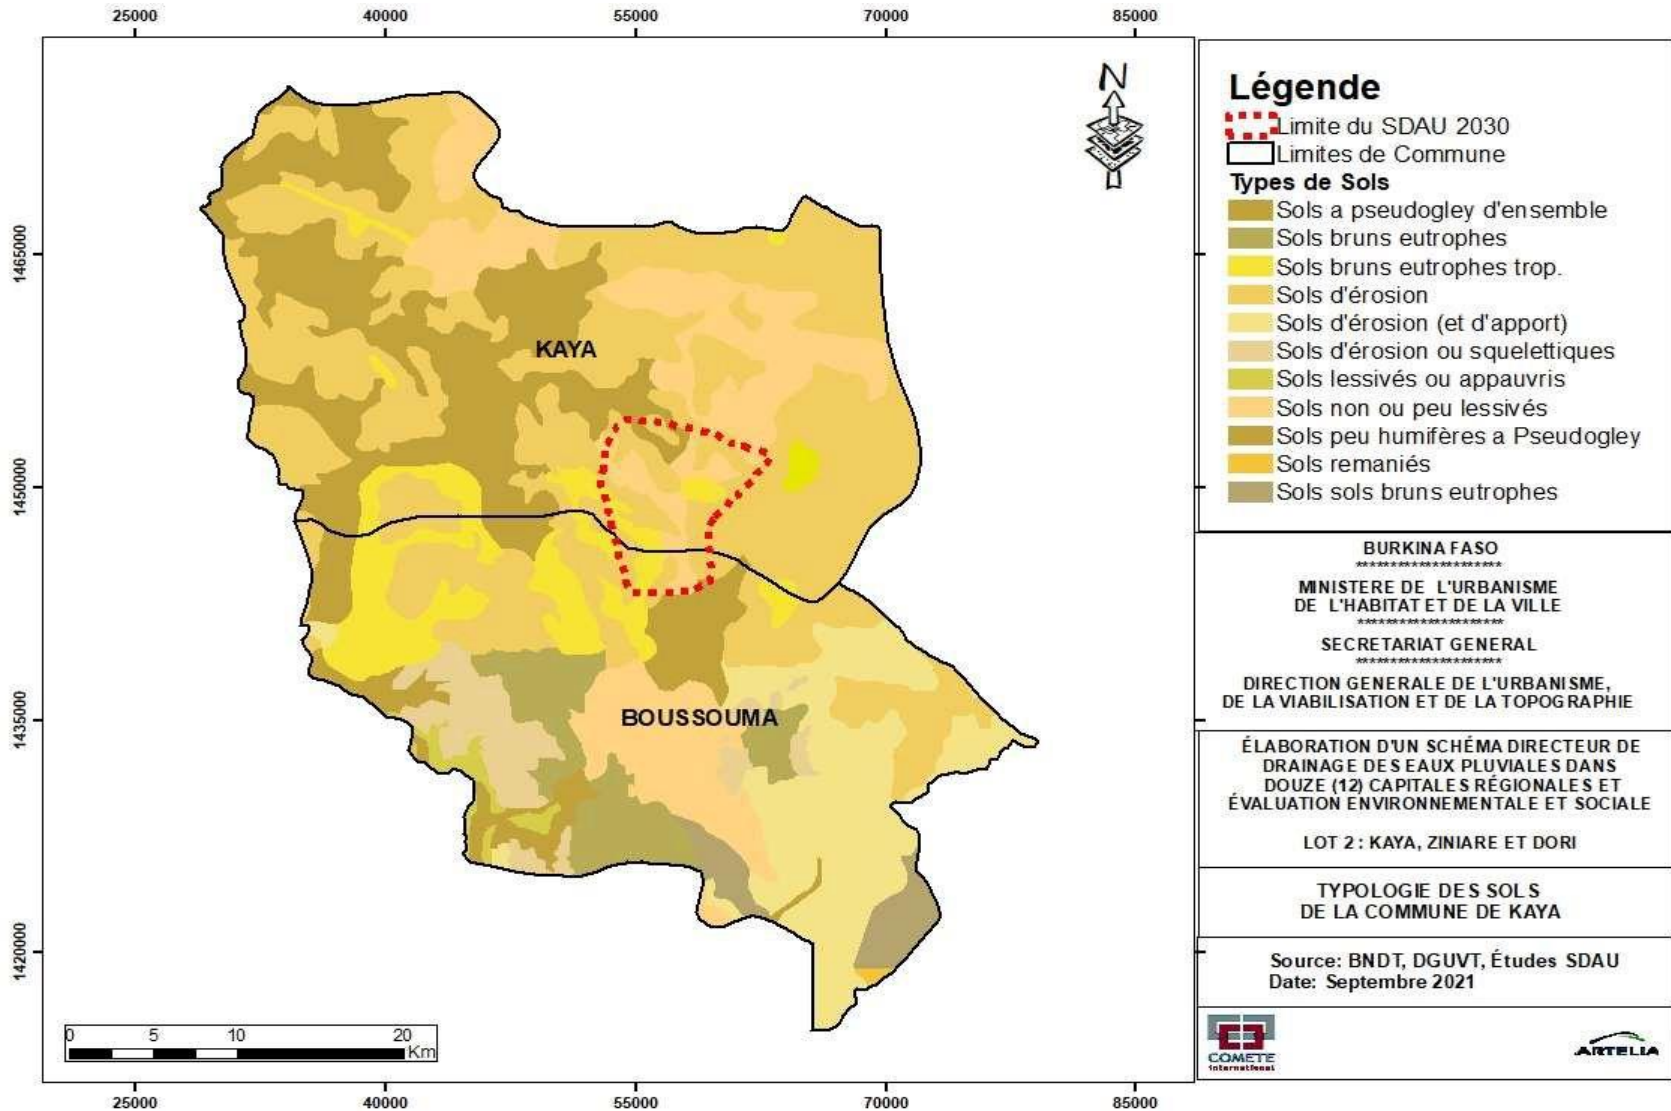 25000 40000 55000 70000 85000
N
1465000
1450000
1435000
1420000
KAYA
BOUSSOUMA
0 5 10 20
Km
25000 40000 55000 70000 85000
Légende
Limite du SDAU 2030
Limites de Commune
Types de Sols
Sols a pseudogley d'ensemble
Sols bruns eutrophes
Sols bruns eutrophes trop.
Sols d'érosion
Sols d'érosion (et d'apport)
Sols d'érosion ou squelettiques
Sols lessivés ou appauvris
Sols non ou peu lessivés
Sols peu humifères a Pseudogley
Sols remaniés
Sols sols bruns eutrophes
BURKINA FASO
*********************
MINISTERE DE L'URBANISME
DE L'HABITAT ET DE LA VILLE
*********************
SECRETARIAT GENERAL
*********************
DIRECTION GENERALE DE L'URBANISME,
DE LA VIABILISATION ET DE LA TOPOGRAPHIE
ÉLABORATION D'UN SCHÉMA DIRECTEUR DE
DRAINAGE DES EAUX PLUVIALES DANS
DOUZE (12) CAPITALES RÉGIONALES ET
ÉVALUATION ENVIRONNEMENTALE ET SOCIALE
LOT 2 : KAYA, ZINIARE ET DORI
TYPOLOGIE DES SOLS
DE LA COMMUNE DE KAYA
Source: BNDT, DGUVT, Études SDAU
Date: Septembre 2021
COMETE
International
ARTELIA